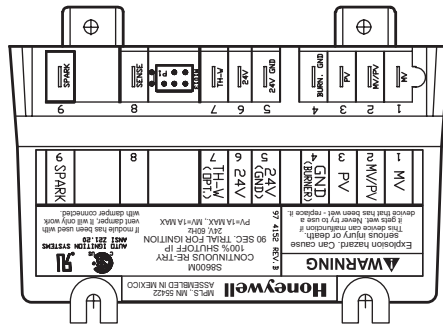 Honeywell
MPLS., MN 55422
ASSEMBLED IN MEXICO
WARNING
Explosion hazard. Can cause
serious injury or death.
This device can malfunction if
it gets wet. Never try to use a
device that has been wet - replace it.
97 4152 REV. B
S8600M
CONTINUOUS RE-TRY
100% SHUTOFF IP
90 SEC. TRIAL FOR IGNITION
24V, 60 Hz
PV=1A MAX., MV=1A MAX
C US
AUTO IGNITION SYSTEMS
ANSI Z21.20.
If module has been used with
vent damper, it will only work
with damper connected.
1
MV
2
MV/PV
3
PV
4
GND
(BURNER)
5
24V
(GND)
6
24V
7
TH-W
(OPT.)
8
9
SPARK
1
2
3
4
5
6
7
8
9
MV
MV/PV
PV
BURN. GND
24V GND
24V
TH-W
P1
SENSE
SPARK